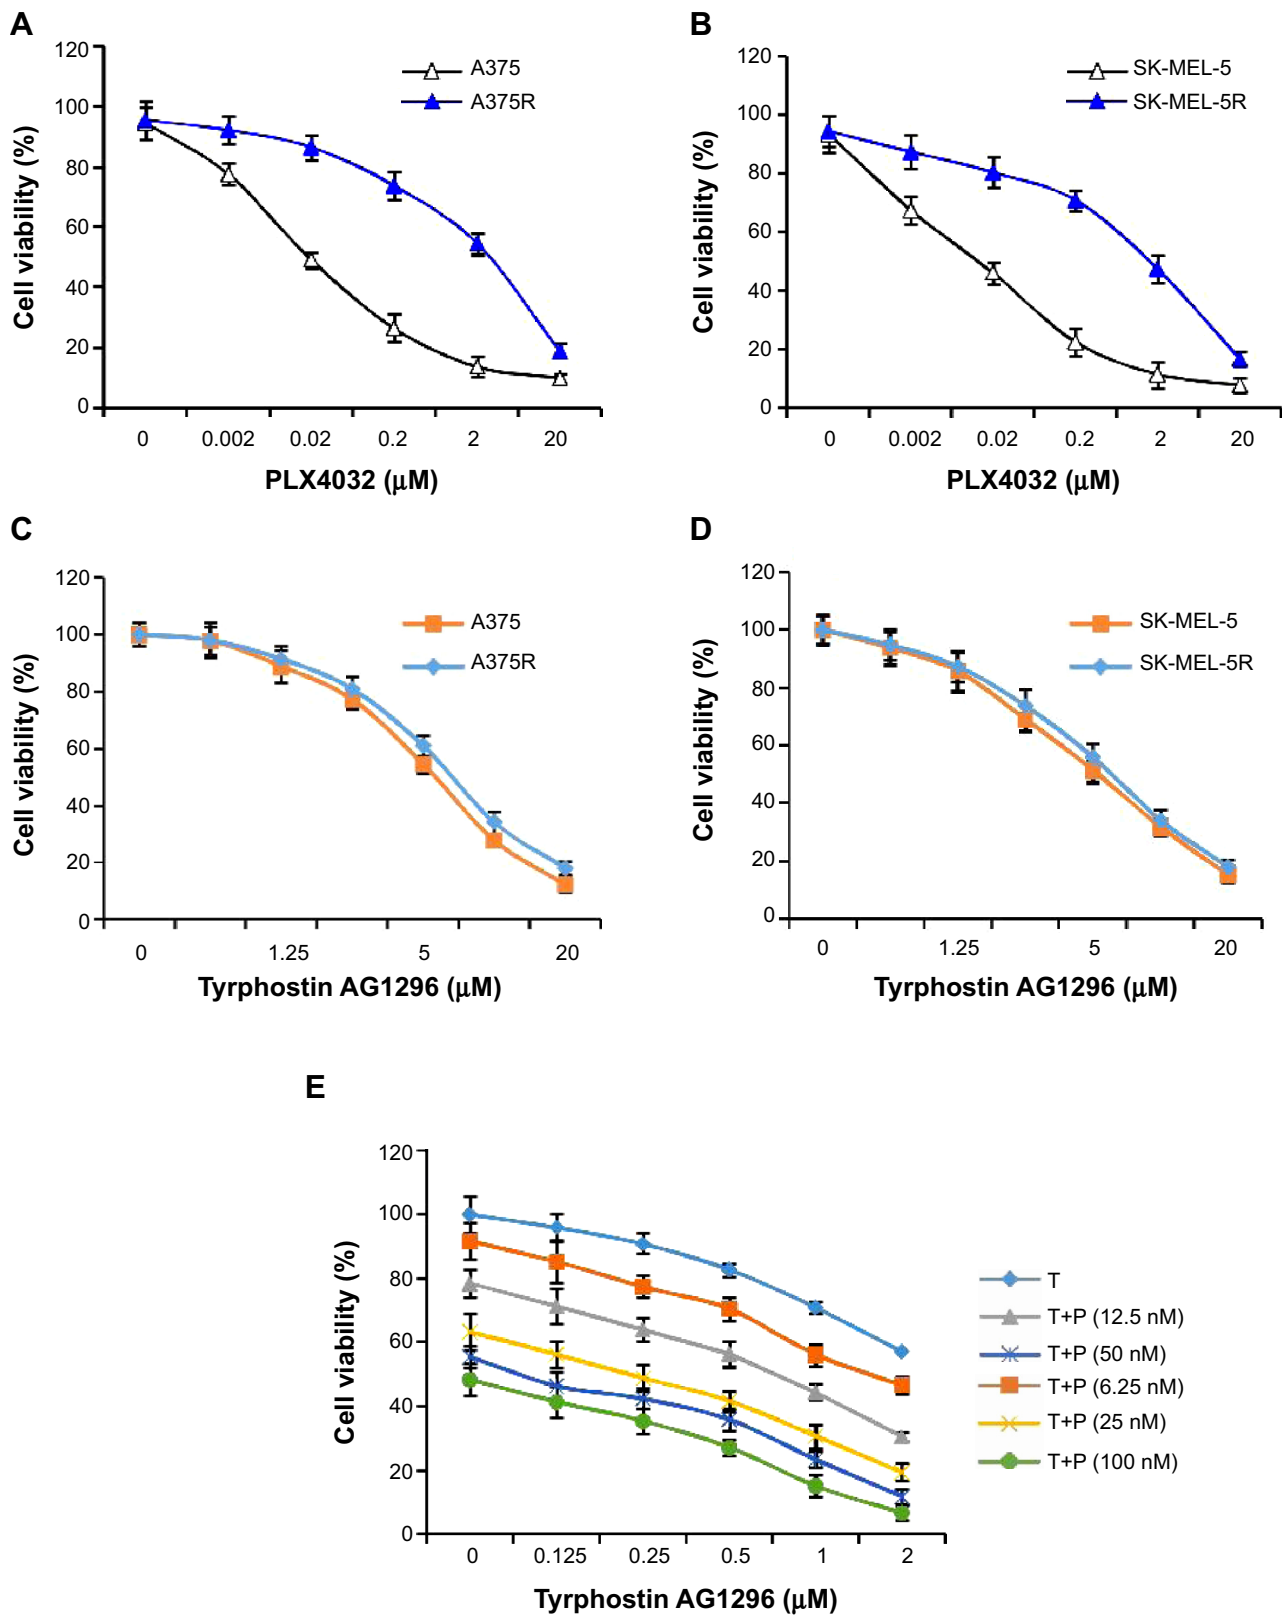 A
120
100
80
60
40
20
0
Cell viability (%)
A375
A375R
0 0.002 0.02 0.2 2 20
PLX4032 (µM)
B
120
100
80
60
40
20
0
Cell viability (%)
SK-MEL-5
SK-MEL-5R
0 0.002 0.02 0.2 2 20
PLX4032 (µM)
C
120
100
80
60
40
20
0
Cell viability (%)
A375
A375R
0 1.25 5 20
Tyrphostin AG1296 (µM)
D
120
100
80
60
40
20
0
Cell viability (%)
SK-MEL-5
SK-MEL-5R
0 1.25 5 20
Tyrphostin AG1296 (µM)
E
120
100
80
60
40
20
0
Cell viability (%)
T
T+P (12.5 nM)
T+P (50 nM)
T+P (6.25 nM)
T+P (25 nM)
T+P (100 nM)
0 0.125 0.25 0.5 1 2
Tyrphostin AG1296 (µM)